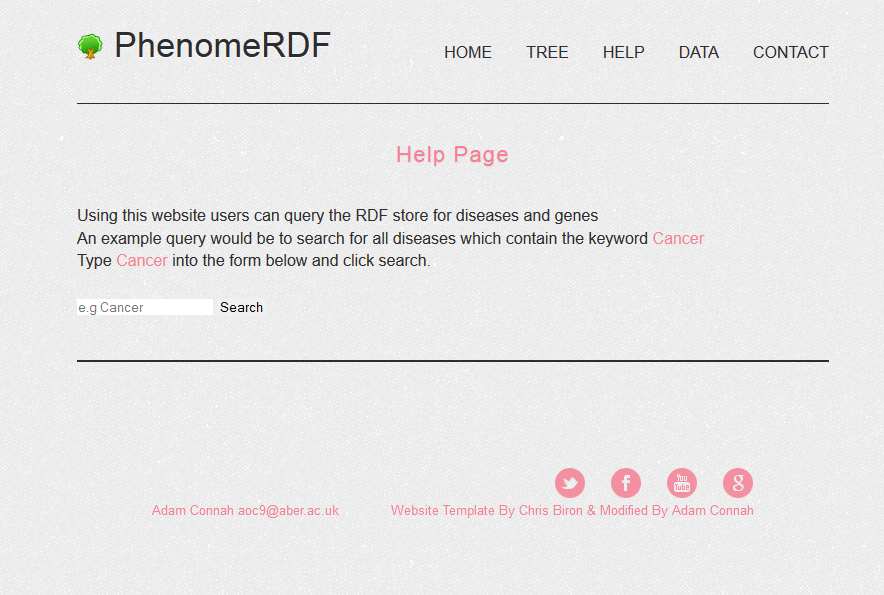 PhenomeRDF
HOME TREE HELP DATA CONTACT
Help Page
Using this website users can query the RDF store for diseases and genes
An example query would be to search for all diseases which contain the keyword Cancer
Type Cancer into the form below and click search.
e.g Cancer Search
You Tube
Adam Connah aoc9@aber.ac.uk Website Template By Chris Biron & Modified By Adam Connah